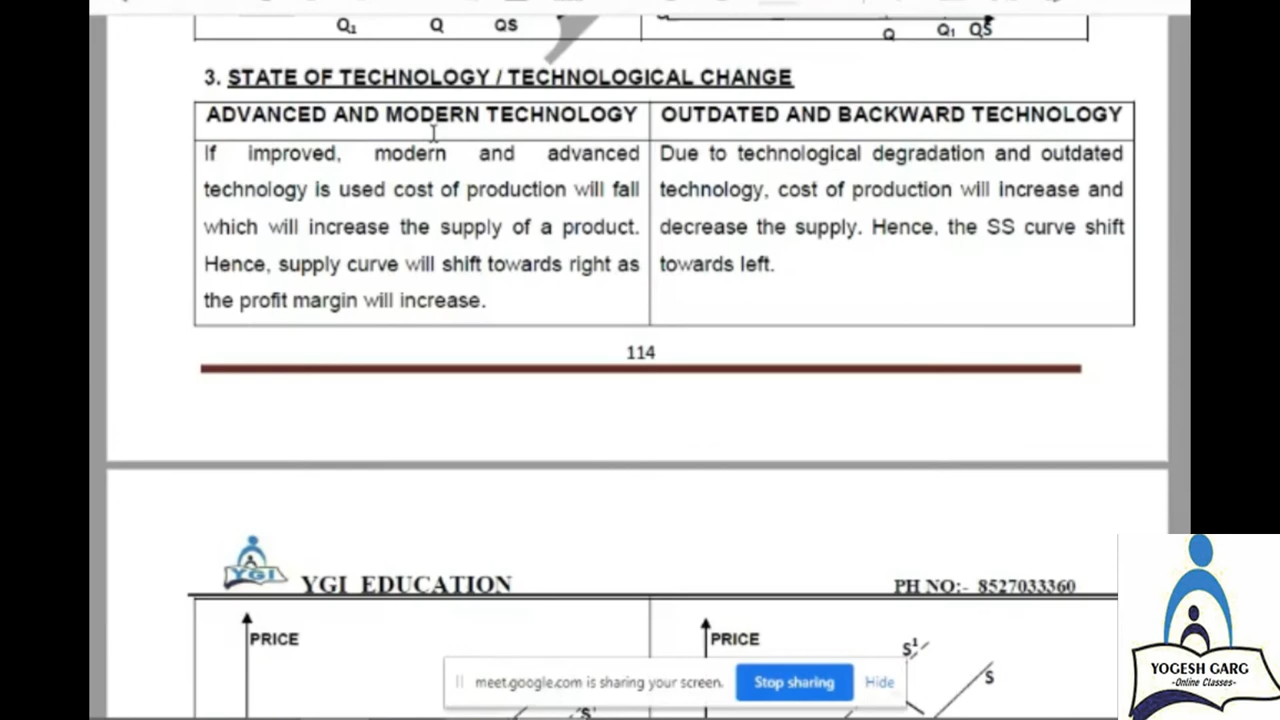 Q₁ Q QS
Q Q₁ QS
3. STATE OF TECHNOLOGY / TECHNOLOGICAL CHANGE
ADVANCED AND MODERN TECHNOLOGY
If improved, modern and advanced
technology is used cost of production will fall
which will increase the supply of a product.
Hence, supply curve will shift towards right as
the profit margin will increase.
OUTDATED AND BACKWARD TECHNOLOGY
Due to technological degradation and outdated
technology, cost of production will increase and
decrease the supply. Hence, the SS curve shift
towards left.
114
YGI
YGI EDUCATION
PH NO:- 8527033360
PRICE
PRICE
S¹
S
S'
meet.google.com is sharing your screen.
Stop sharing
Hide
YOGESH GARG
-Online Classes-